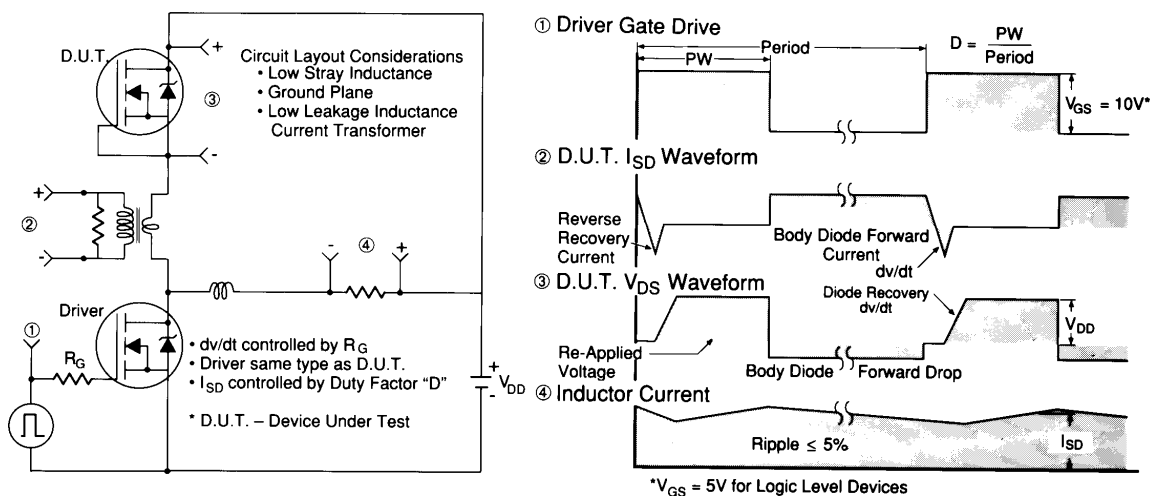 D.U.T.
+
③
-
Circuit Layout Considerations
• Low Stray Inductance
• Ground Plane
• Low Leakage Inductance
Current Transformer
+
②
-
-
④
+
Driver
①
R_G
• dv/dt controlled by R_G
• Driver same type as D.U.T.
• I_SD controlled by Duty Factor "D"
* D.U.T. – Device Under Test
+
V_DD
-
① Driver Gate Drive
Period
PW
D = PW / Period
V_GS = 10V*
② D.U.T. I_SD Waveform
Reverse
Recovery
Current
Body Diode Forward
Current
dv/dt
③ D.U.T. V_DS Waveform
Diode Recovery
dv/dt
V_DD
Re-Applied
Voltage
Body Diode
Forward Drop
④ Inductor Current
Ripple ≤ 5%
I_SD
*V_GS = 5V for Logic Level Devices